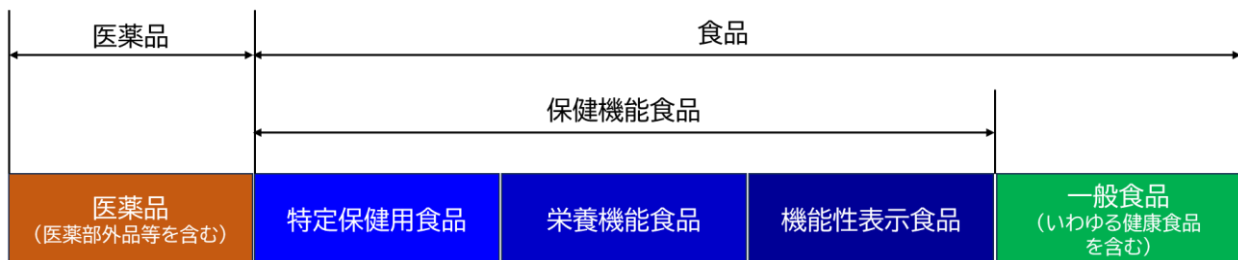 医薬品
食品
保健機能食品
医薬品
(医薬部外品等を含む)
特定保健用食品
栄養機能食品
機能性表示食品
一般食品
(いわゆる健康食品
を含む)